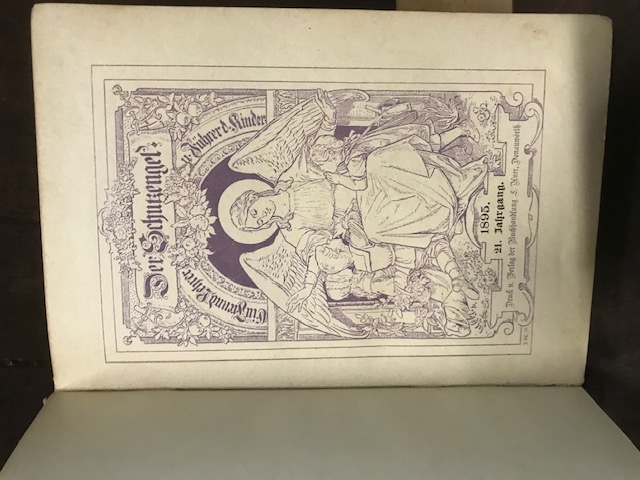 Der Schutzengel.
Ein Freund, Lehrer
u. Führer d. Kinder
1895.
21. Jahrgang.
Druck u. Verlag der Buchhandlung L. Auer, Donauwörth